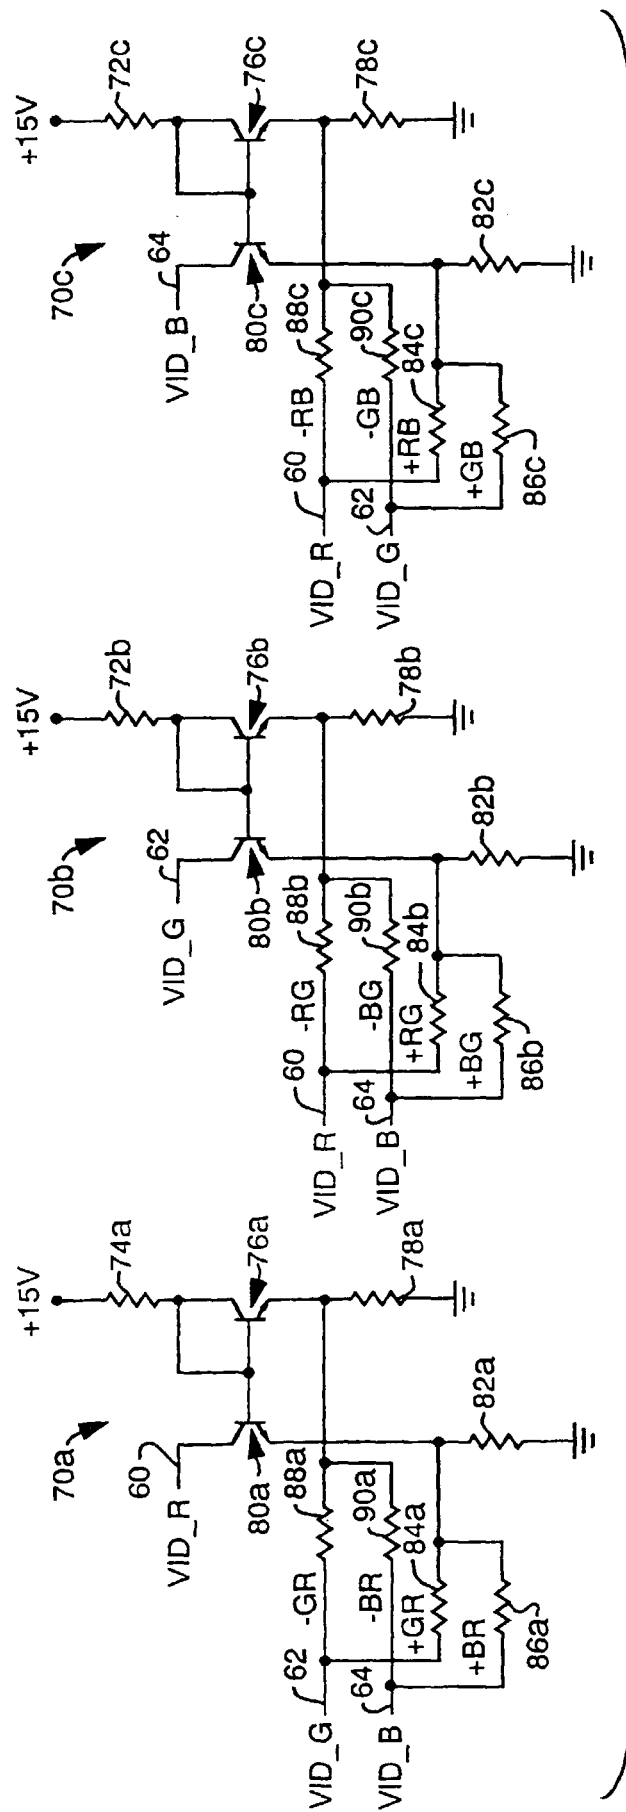 70a
+15V
60
74a
VID_R
80a
76a
62
-GR
88a
VID_G
64
-BR
90a
78a
VID_B
+GR
84a
82a
+BR
86a
70b
+15V
62
72b
VID_G
80b
76b
60
-RG
88b
VID_R
64
-BG
90b
78b
VID_B
+RG
84b
82b
+BG
86b
70c
+15V
64
72c
VID_B
80c
76c
60
-RB
88c
VID_R
62
-GB
90c
78c
VID_G
+RB
84c
82c
+GB
86c